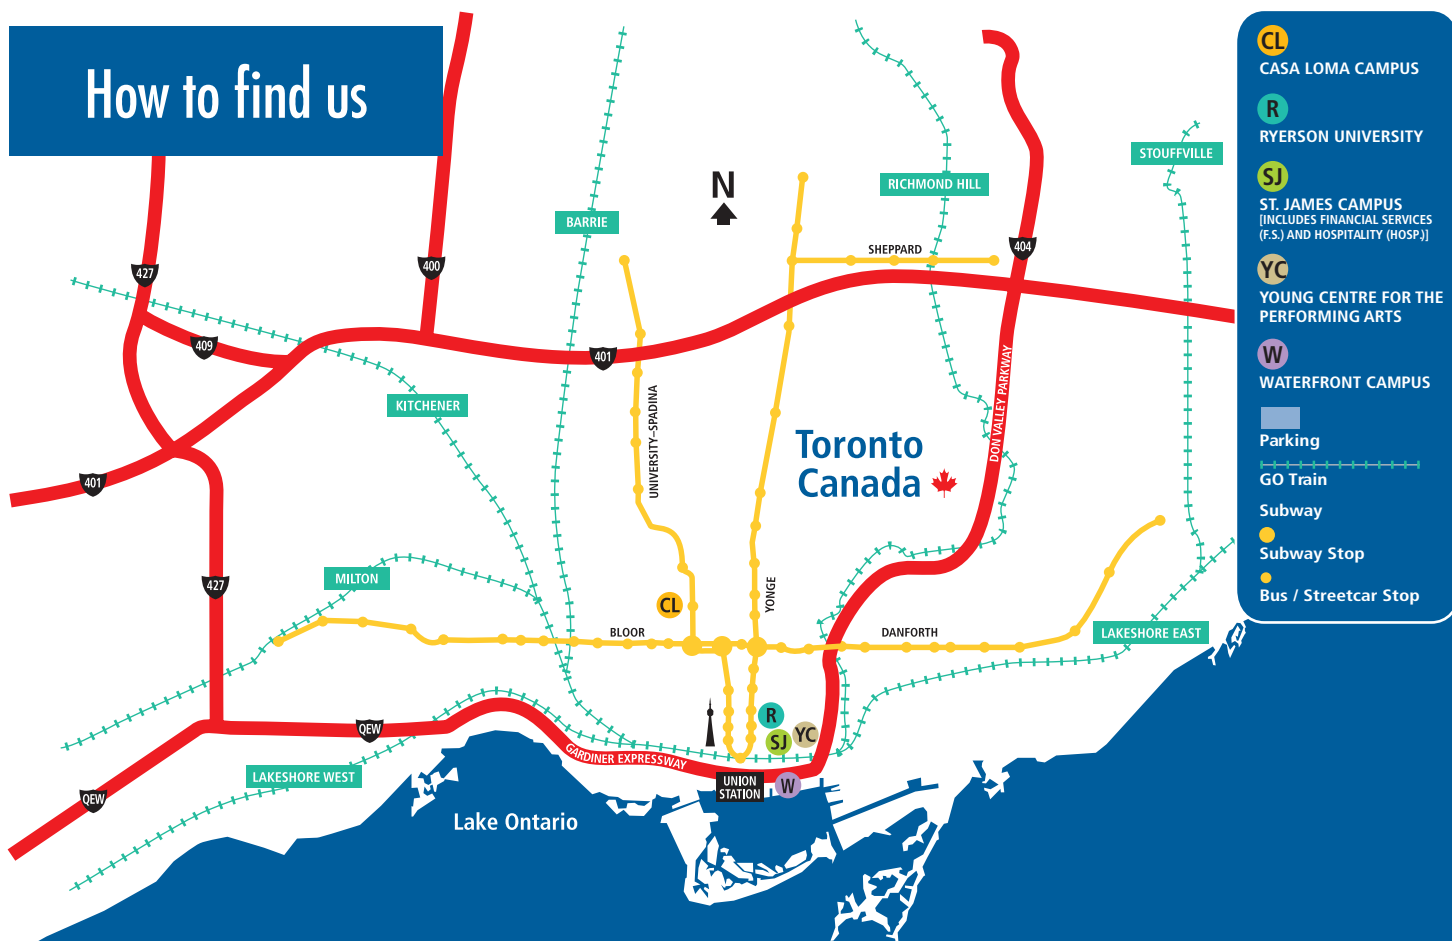 How to find us
CL
CASA LOMA CAMPUS
R
RYERSON UNIVERSITY
SJ
ST. JAMES CAMPUS
[INCLUDES FINANCIAL SERVICES
(F.S.) AND HOSPITALITY (HOSP.)]
YC
YOUNG CENTRE FOR THE
PERFORMING ARTS
W
WATERFRONT CAMPUS
Parking
GO Train
Subway
Subway Stop
Bus / Streetcar Stop
STOUFFVILLE
N
RICHMOND HILL
BARRIE
SHEPPARD
404
427
400
409
401
KITCHENER
UNIVERSITY–SPADINA
DON VALLEY PARKWAY
Toronto
Canada
401
MILTON
427
CL
YONGE
BLOOR
DANFORTH
LAKESHORE EAST
R
QEW
SJ
YC
GARDINER EXPRESSWAY
LAKESHORE WEST
UNION
STATION
W
QEW
Lake Ontario